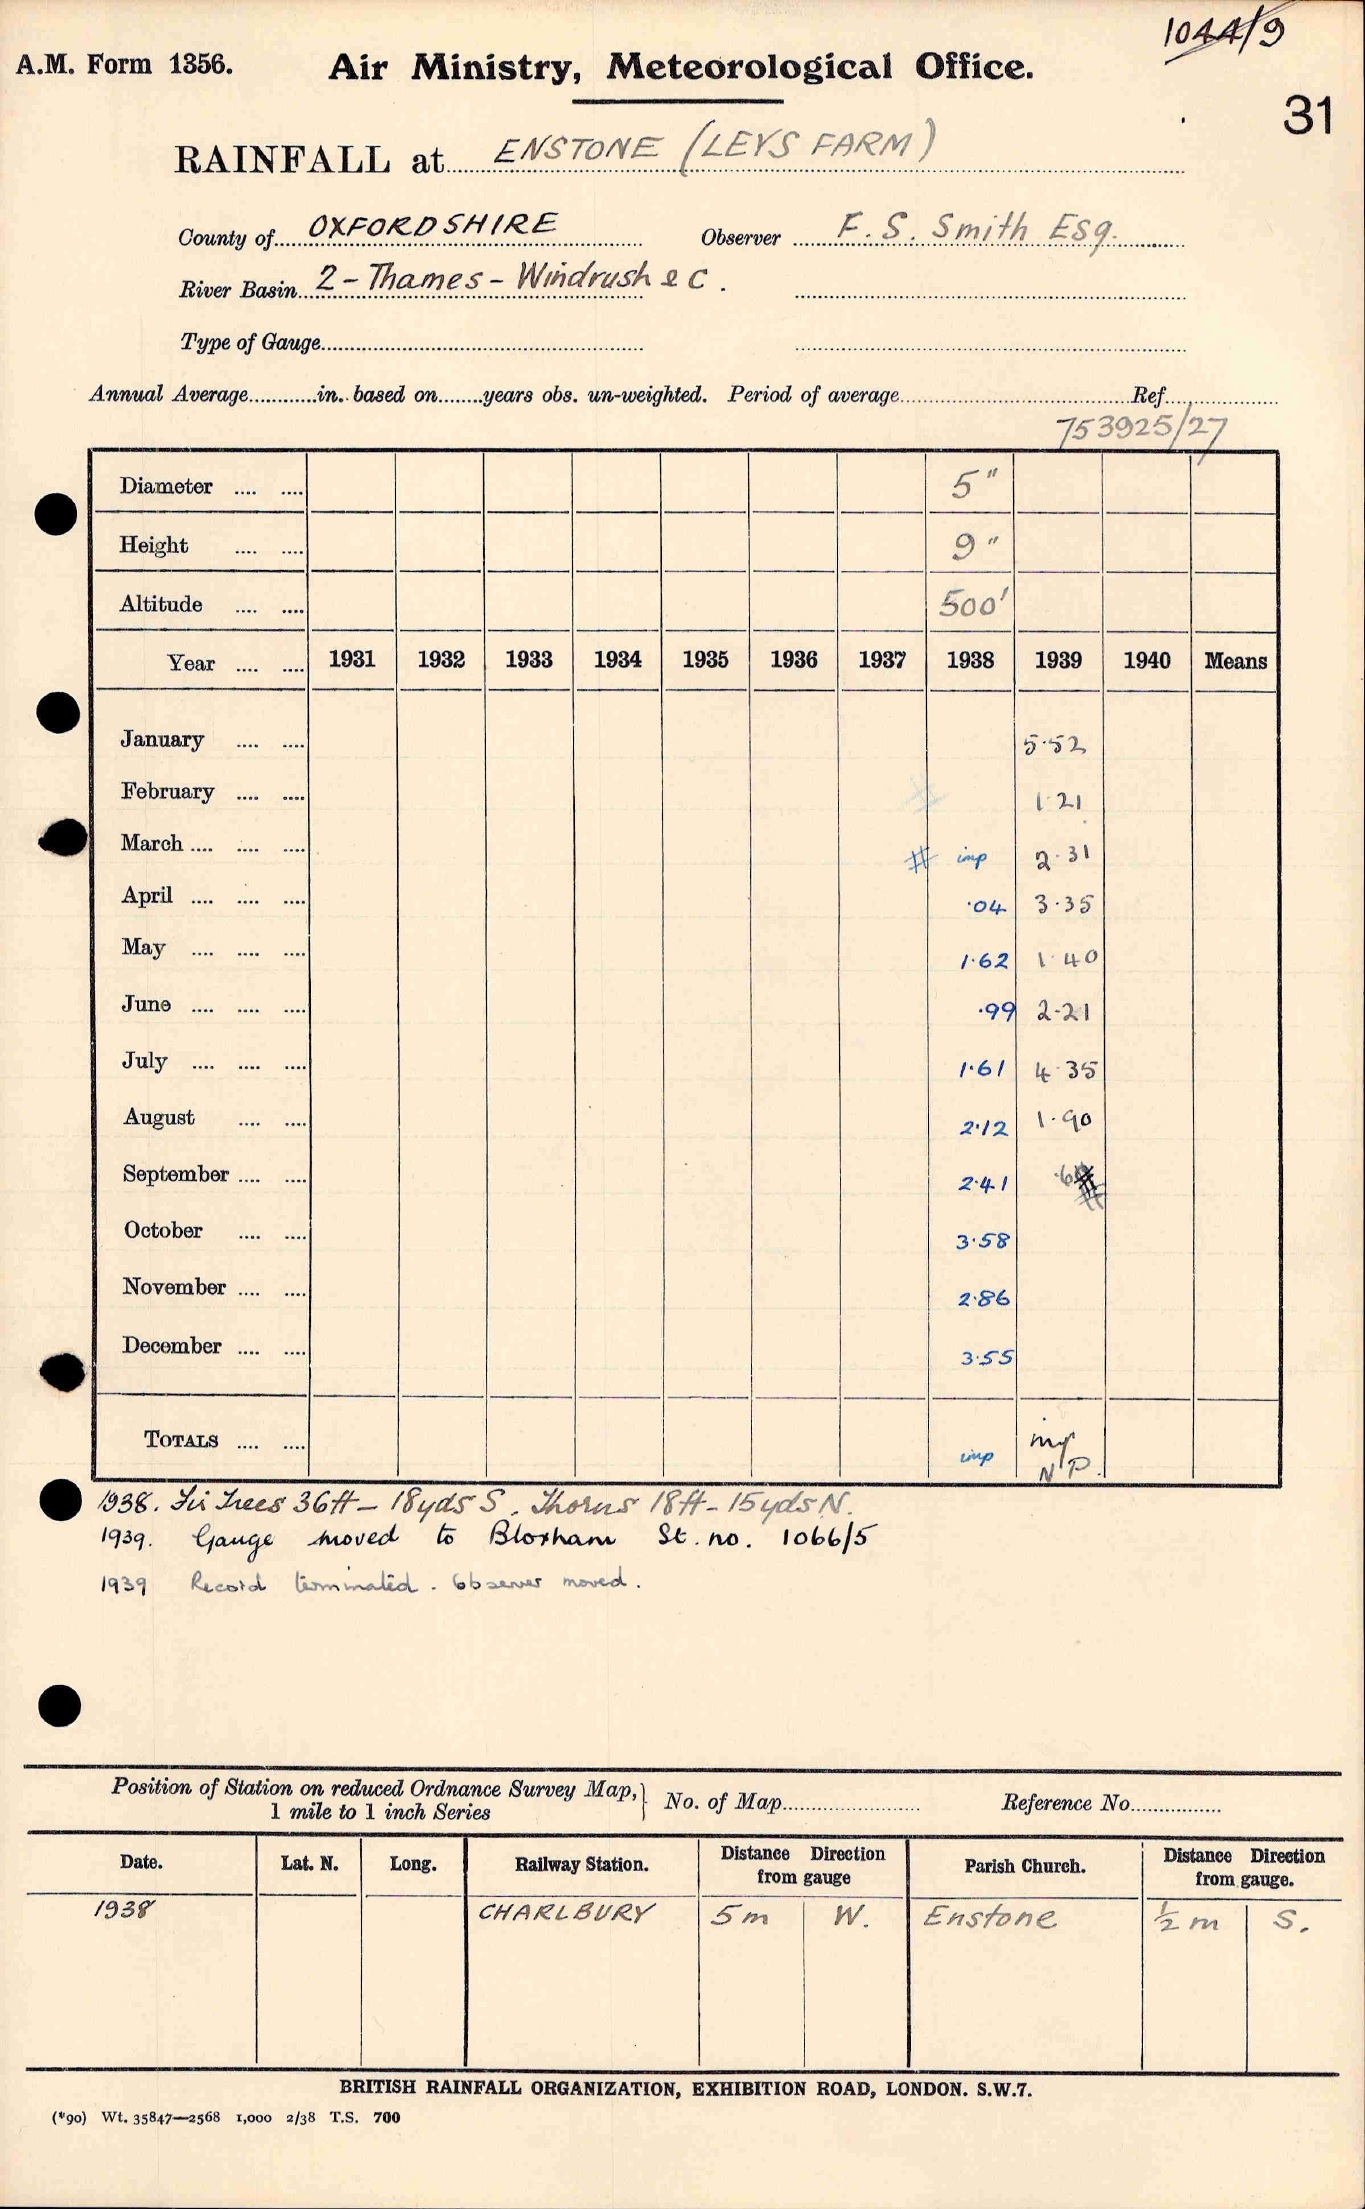 1044/9
A.M. Form 1356. Air Ministry, Meteorological Office.
31
RAINFALL at ENSTONE (LEYS FARM)
County of OXFORDSHIRE Observer F. S. Smith Esq.
River Basin 2 - Thames - Windrush &c.
Type of Gauge
Annual Average in. based on years obs. un-weighted. Period of average Ref
753925/27
Diameter 5"
Height 9"
Altitude 500'
Year 1931 1932 1933 1934 1935 1936 1937 1938 1939 1940 Means
January 5.52
February # 1.21
March # imp 2.31
April .04 3.35
May 1.62 1.40
June .99 2.21
July 1.61 4.35
August 2.12 1.90
September 2.41 #
October 3.58
November 2.86
December 3.55
TOTALS imp imp
N P.
1938. Fir Trees 36ft - 18yds S. Thorns 18ft - 15yds N.
1939. Gauge moved to Bloxham St. no. 1066/5
1939 Record terminated. Observer moved.
Position of Station on reduced Ordnance Survey Map, 1 mile to 1 inch Series } No. of Map Reference No.
Date. Lat. N. Long. Railway Station. Distance Direction from gauge Parish Church. Distance Direction from gauge.
1938 CHARLBURY 5m W. Enstone ½ m S.
BRITISH RAINFALL ORGANIZATION, EXHIBITION ROAD, LONDON. S.W.7.
(*90) Wt. 35847—2568 1,000 2/38 T.S. 700